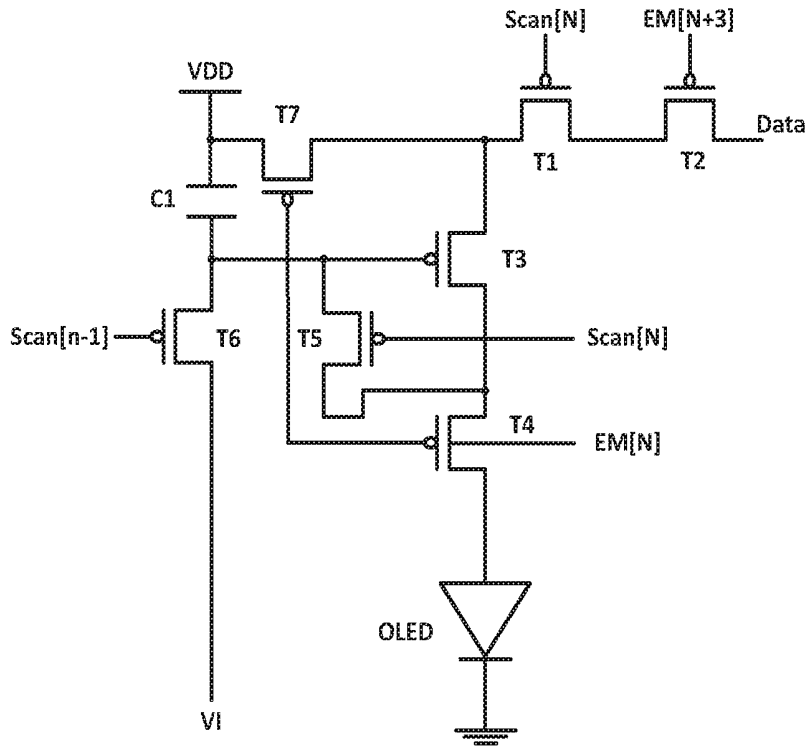 Scan[N] EM[N+3]
VDD
T7
Data
T1 T2
C1
T3
Scan[n-1] T6 T5 Scan[N]
T4
EM[N]
OLED
VI